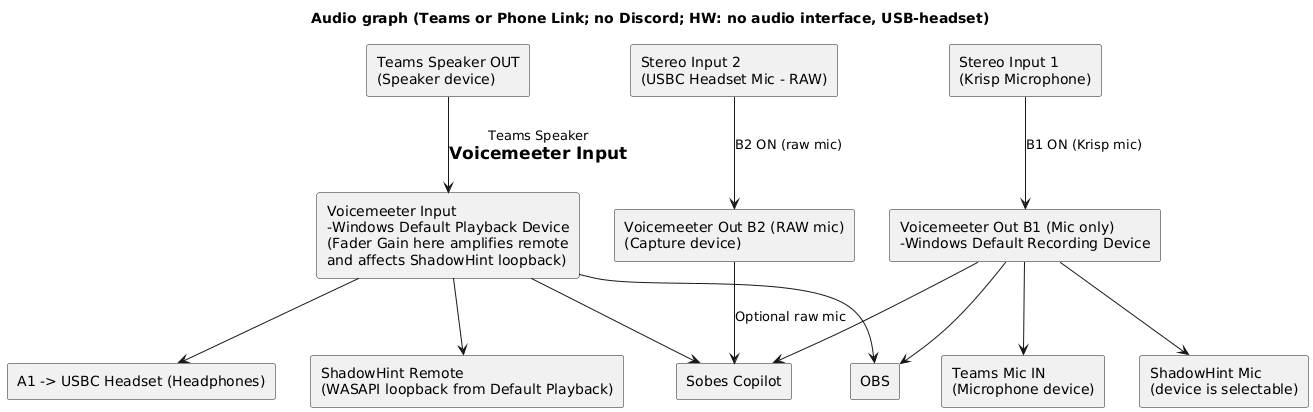 Audio graph (Teams or Phone Link; no Discord; HW: no audio interface, USB-headset)
Teams Speaker OUT
(Speaker device)
Stereo Input 2
(USBC Headset Mic - RAW)
Stereo Input 1
(Krisp Microphone)
Teams Speaker
Voicemeeter Input
B2 ON (raw mic)
B1 ON (Krisp mic)
Voicemeeter Input
-Windows Default Playback Device
(Fader Gain here amplifies remote
and affects ShadowHint loopback)
Voicemeeter Out B2 (RAW mic)
(Capture device)
Voicemeeter Out B1 (Mic only)
-Windows Default Recording Device
Optional raw mic
A1 -> USBC Headset (Headphones)
ShadowHint Remote
(WASAPI loopback from Default Playback)
Sobes Copilot
OBS
Teams Mic IN
(Microphone device)
ShadowHint Mic
(device is selectable)